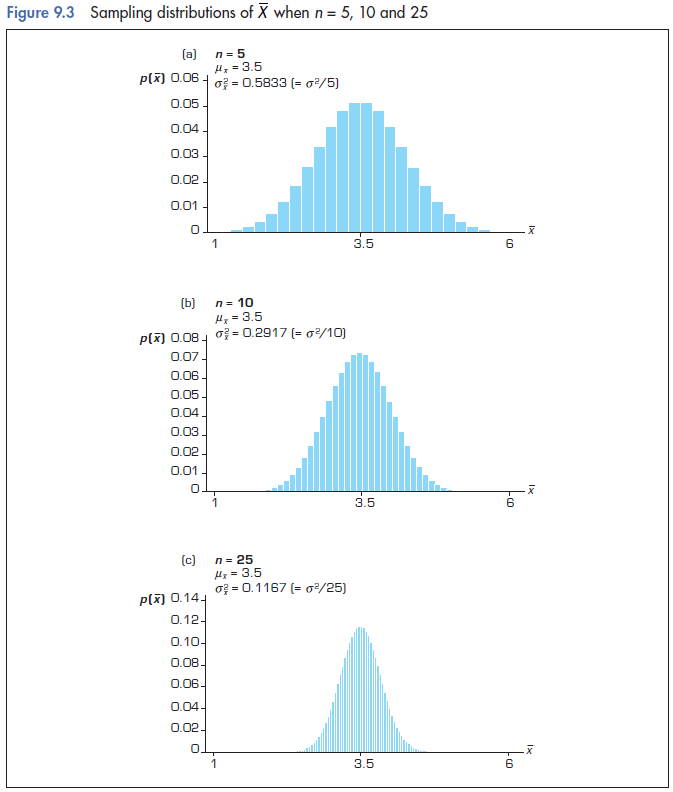 Figure 9.3 Sampling distributions of X̄ when n = 5, 10 and 25
(a) n = 5
μx̄ = 3.5
σ²x̄ = 0.5833 (= σ²/5)
p(x̄) 0.06
0.05
0.04
0.03
0.02
0.01
0
1 3.5 6 x̄
(b) n = 10
μx̄ = 3.5
σ²x̄ = 0.2917 (= σ²/10)
p(x̄) 0.08
0.07
0.06
0.05
0.04
0.03
0.02
0.01
0
1 3.5 6 x̄
(c) n = 25
μx̄ = 3.5
σ²x̄ = 0.1167 (= σ²/25)
p(x̄) 0.14
0.12
0.10
0.08
0.06
0.04
0.02
0
1 3.5 6 x̄